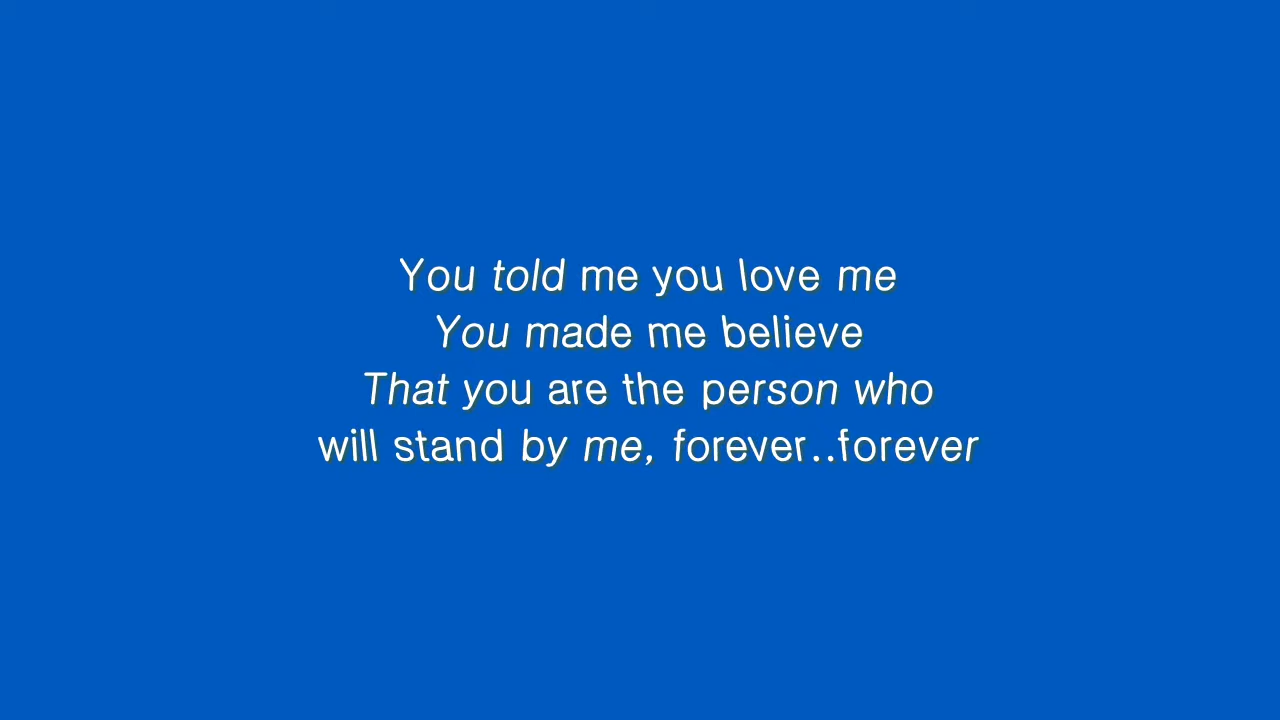 You told me you love me
You made me believe
That you are the person who
will stand by me, forever..forever